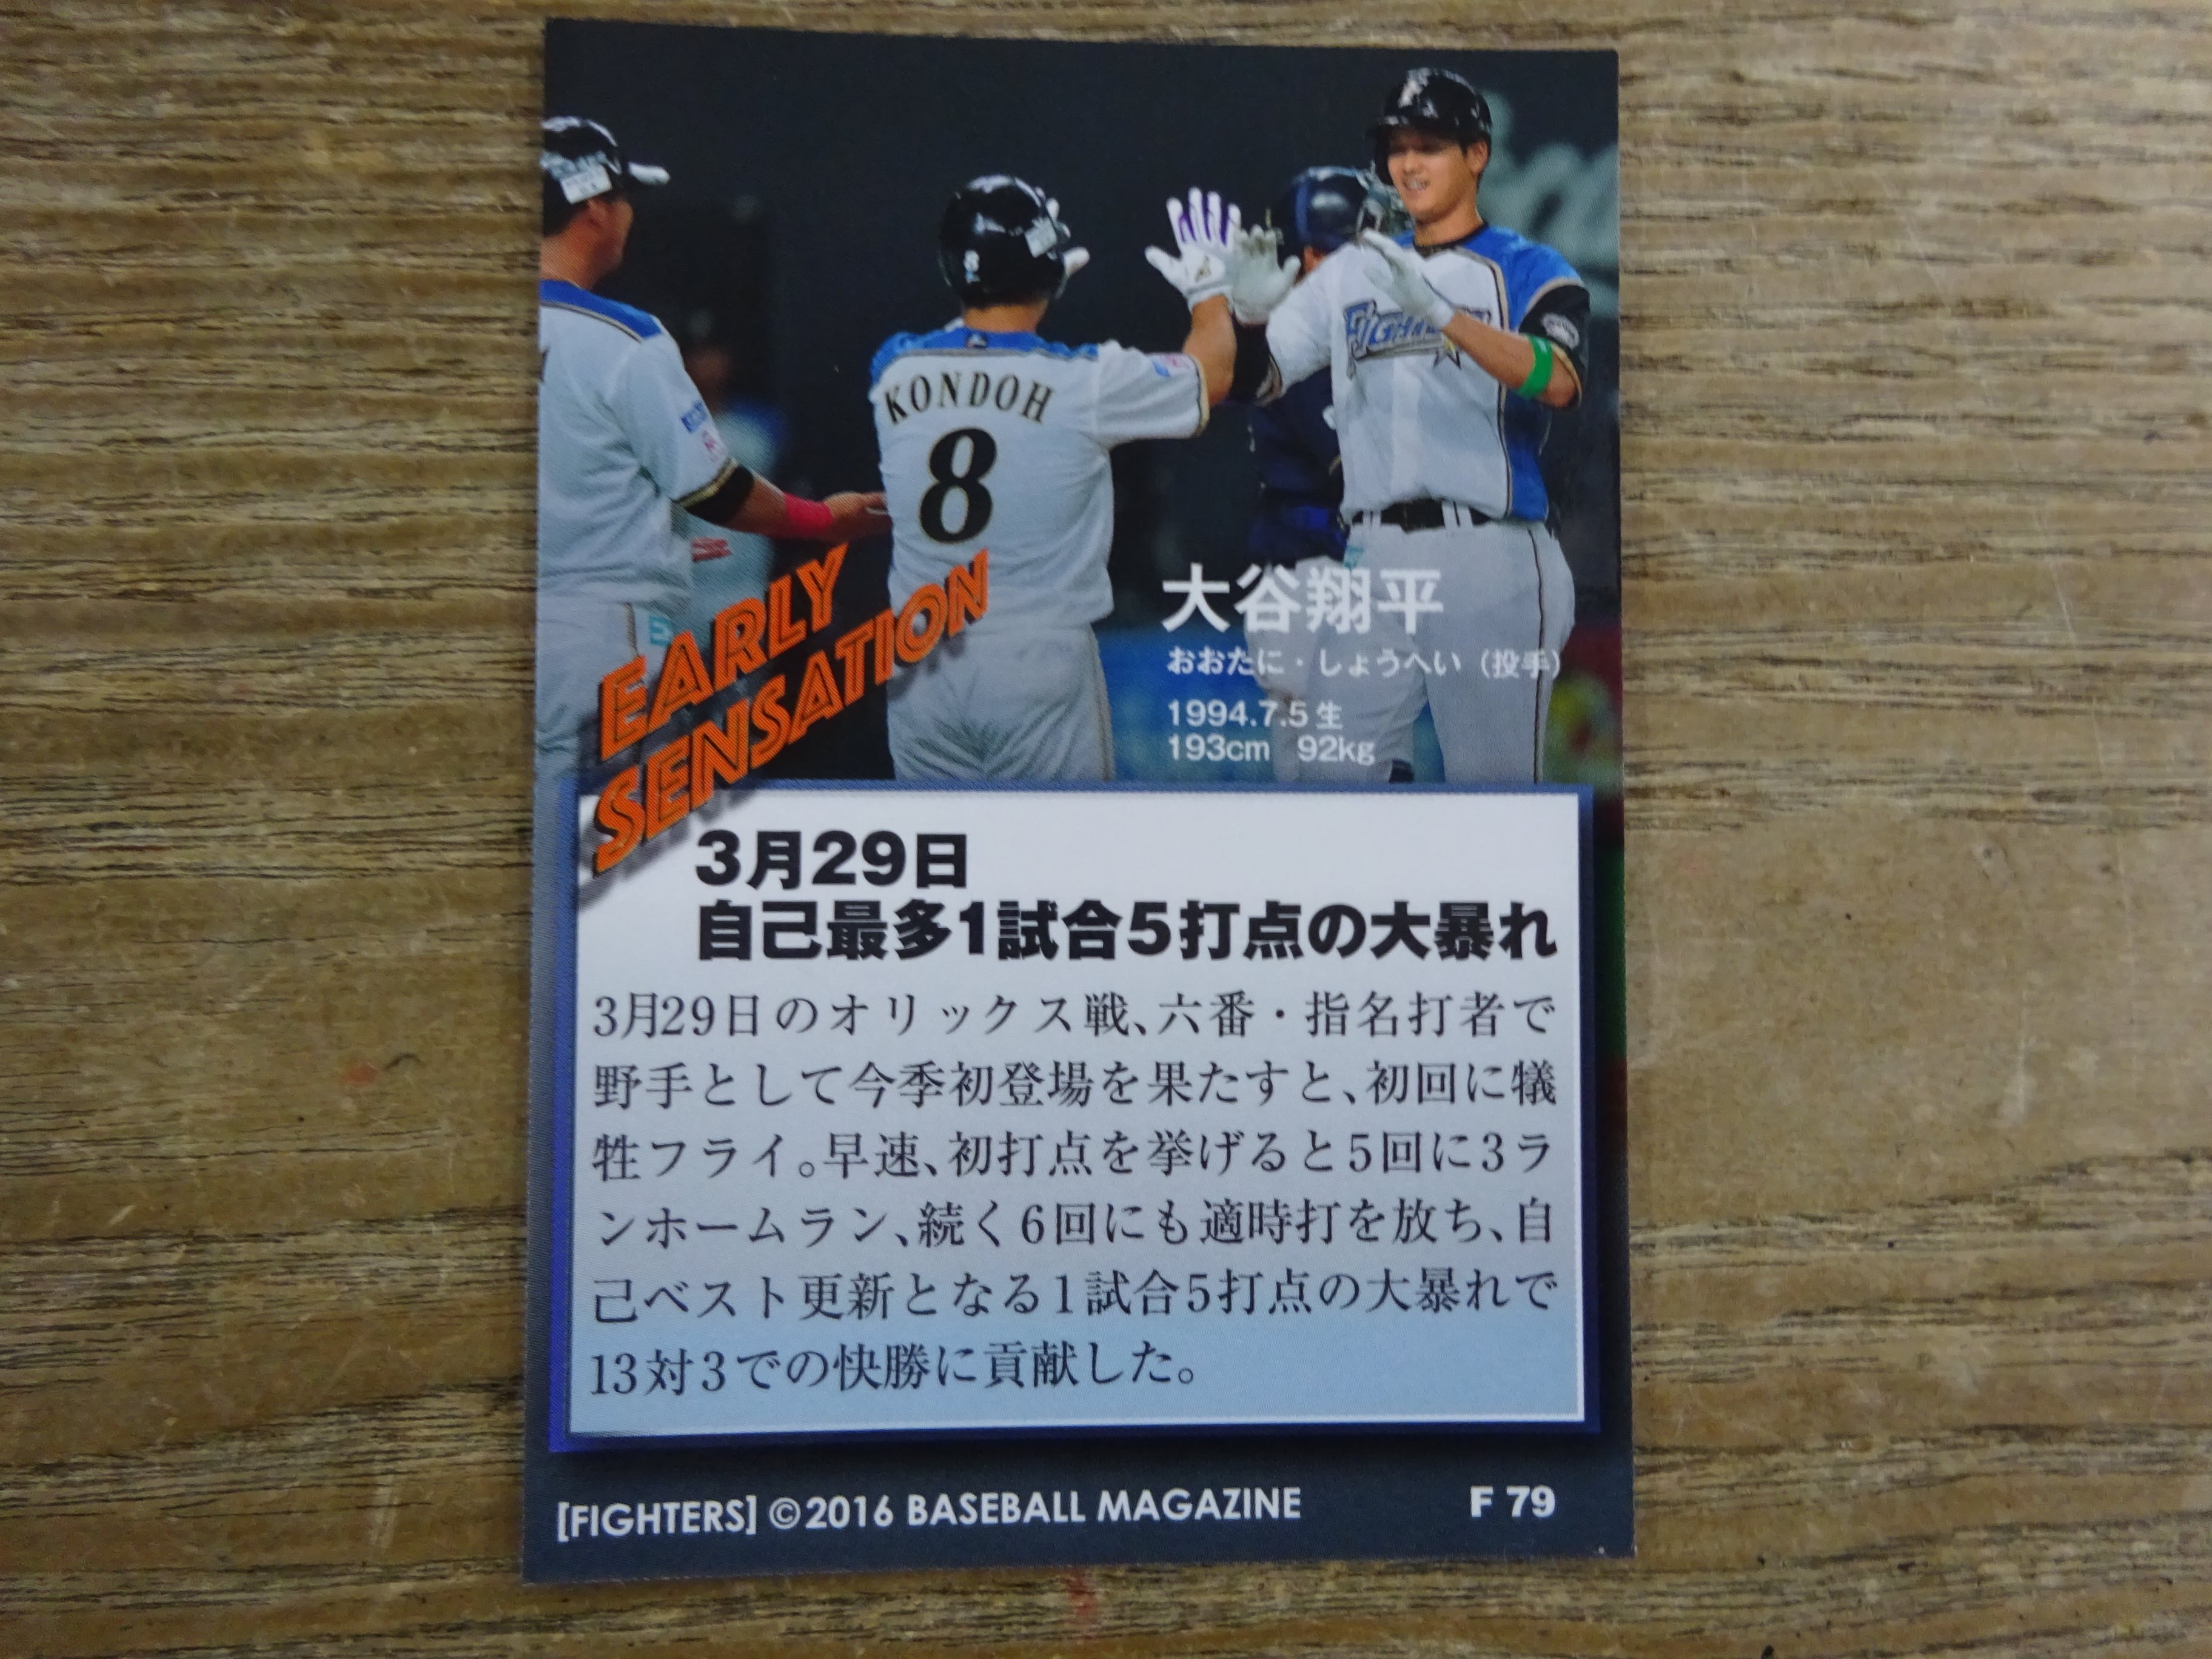 KONDOH
8
FIGHTERS
EARLY
SENSATION
大谷翔平
おおたに・しょうへい（投手）
1994.7.5生
193cm 92kg
3月29日
自己最多1試合5打点の大暴れ
3月29日のオリックス戦、六番・指名打者で
野手として今季初登場を果たすと、初回に犠
牲フライ。早速、初打点を挙げると5回に3ラ
ンホームラン、続く6回にも適時打を放ち、自
己ベスト更新となる1試合5打点の大暴れで
13対3での快勝に貢献した。
[FIGHTERS] ©2016 BASEBALL MAGAZINE
F 79